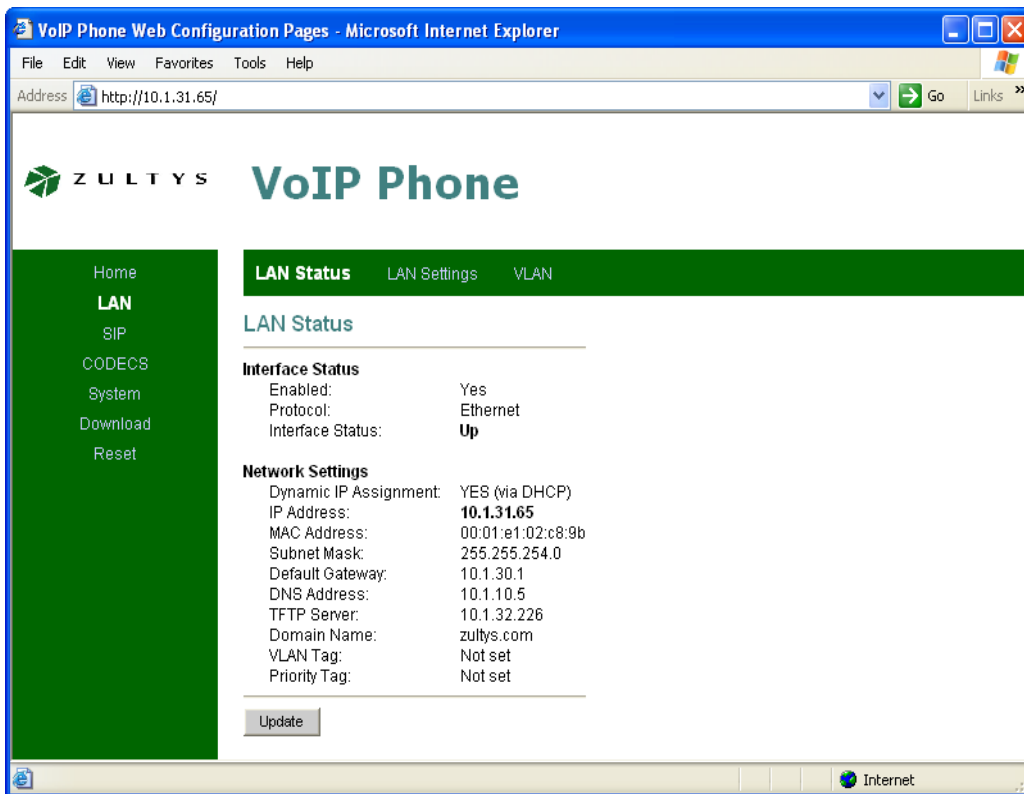 VoIP Phone Web Configuration Pages - Microsoft Internet Explorer
File Edit View Favorites Tools Help
Address http://10.1.31.65/ Go Links »
ZULTYS VoIP Phone
Home
LAN
SIP
CODECS
System
Download
Reset
LAN Status LAN Settings VLAN
LAN Status
Interface Status
Enabled: Yes
Protocol: Ethernet
Interface Status: Up
Network Settings
Dynamic IP Assignment: YES (via DHCP)
IP Address: 10.1.31.65
MAC Address: 00:01:e1:02:c8:9b
Subnet Mask: 255.255.254.0
Default Gateway: 10.1.30.1
DNS Address: 10.1.10.5
TFTP Server: 10.1.32.226
Domain Name: zultys.com
VLAN Tag: Not set
Priority Tag: Not set
Update
Internet